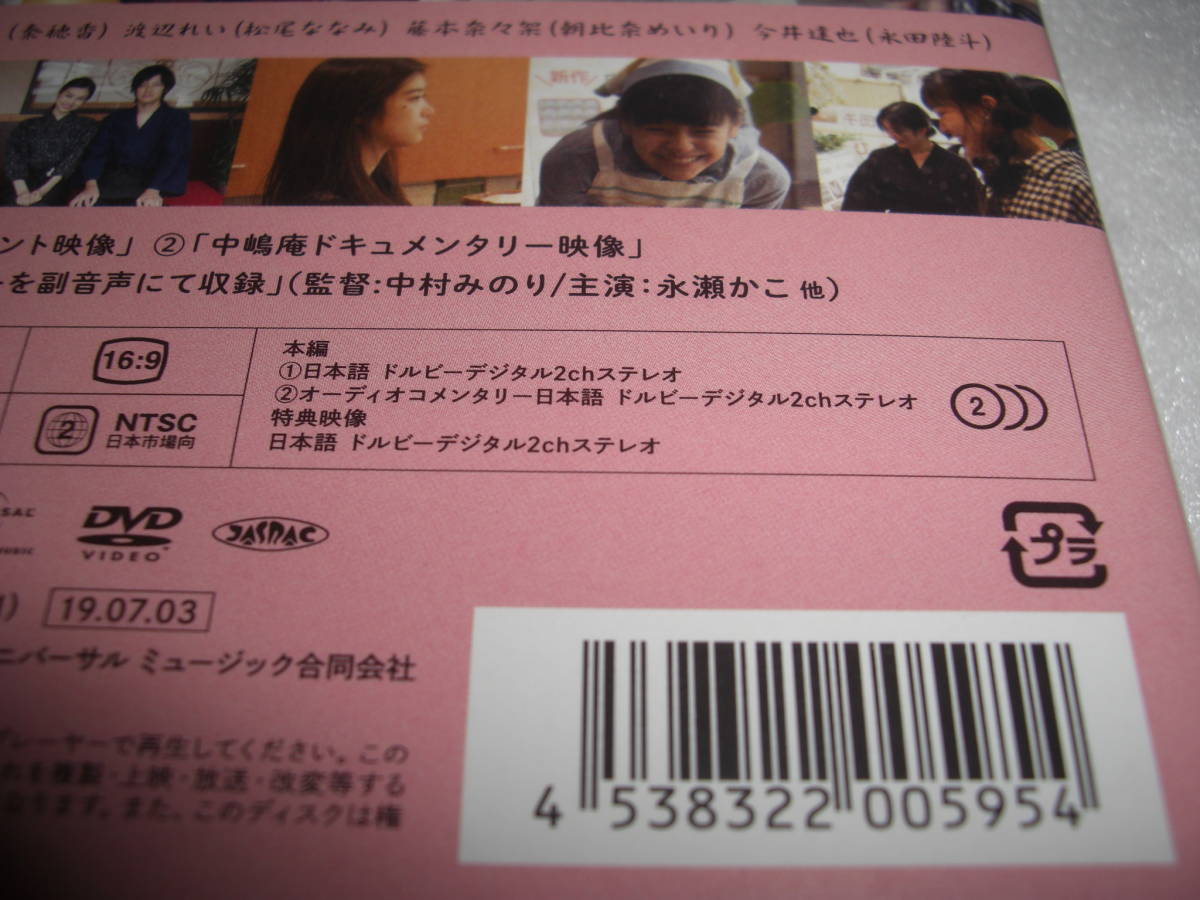 (奈穂香) 渡辺れい(松尾ななみ) 藤本奈々架(朝比奈めいり) 今井達也(永田陸斗)
新作
ント映像」 ②「中嶋庵ドキュメンタリー映像」
を副音声にて収録」(監督:中村みのり/主演:永瀬かこ 他)
16:9
2 NTSC
日本市場向
本編
①日本語 ドルビーデジタル2chステレオ
②オーディオコメンタリー日本語 ドルビーデジタル2chステレオ
特典映像
日本語 ドルビーデジタル2chステレオ
2
DVD
VIDEO
JASRAC
プラ
19.07.03
ニバーサル ミュージック合同会社
プレーヤーで再生してください。この
れを複製・上映・放送・改変等する
なります。また、このディスクは権
4 538322 005954